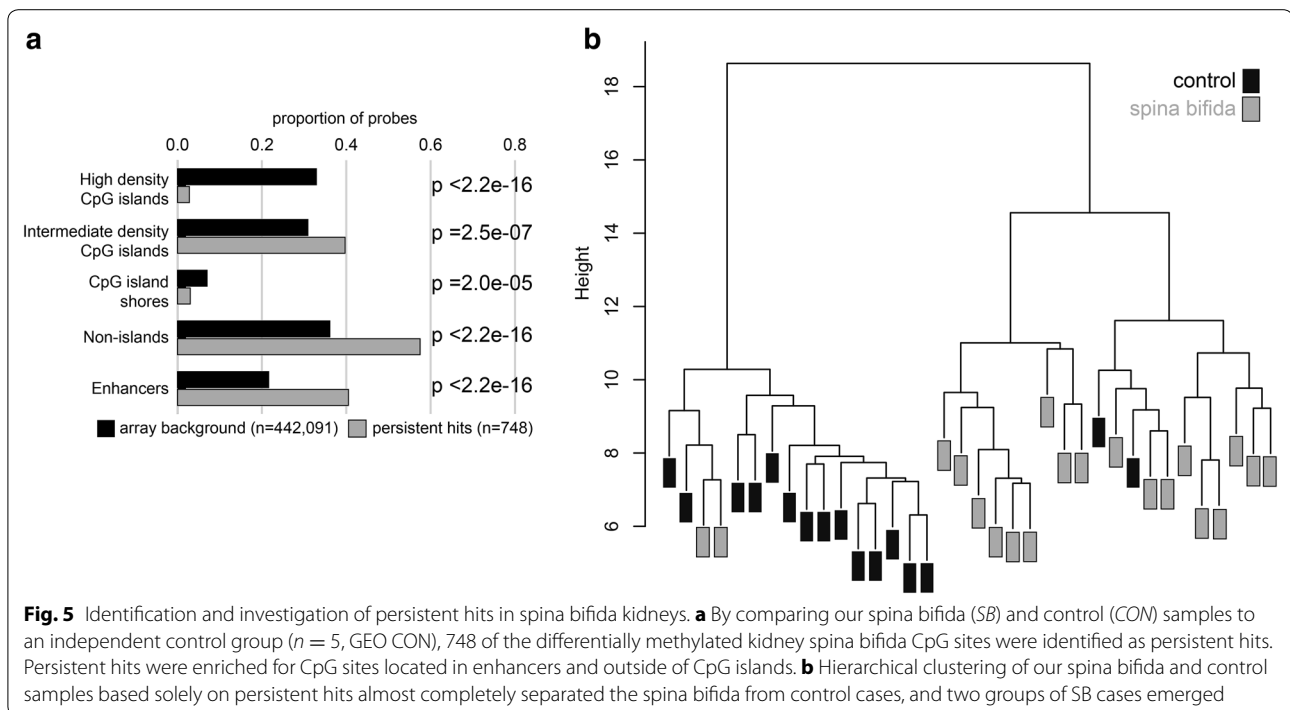 a
proportion of probes
0.0 0.2 0.4 0.6 0.8
High density
CpG islands
p <2.2e-16
Intermediate density
CpG islands
p =2.5e-07
CpG island
shores
p =2.0e-05
Non-islands
p <2.2e-16
Enhancers
p <2.2e-16
array background (n=442,091) persistent hits (n=748)
b
control
spina bifida
Height
18
16
14
12
10
8
6
Fig. 5 Identification and investigation of persistent hits in spina bifida kidneys. a By comparing our spina bifida (SB) and control (CON) samples to
an independent control group (n = 5, GEO CON), 748 of the differentially methylated kidney spina bifida CpG sites were identified as persistent hits.
Persistent hits were enriched for CpG sites located in enhancers and outside of CpG islands. b Hierarchical clustering of our spina bifida and control
samples based solely on persistent hits almost completely separated the spina bifida from control cases, and two groups of SB cases emerged